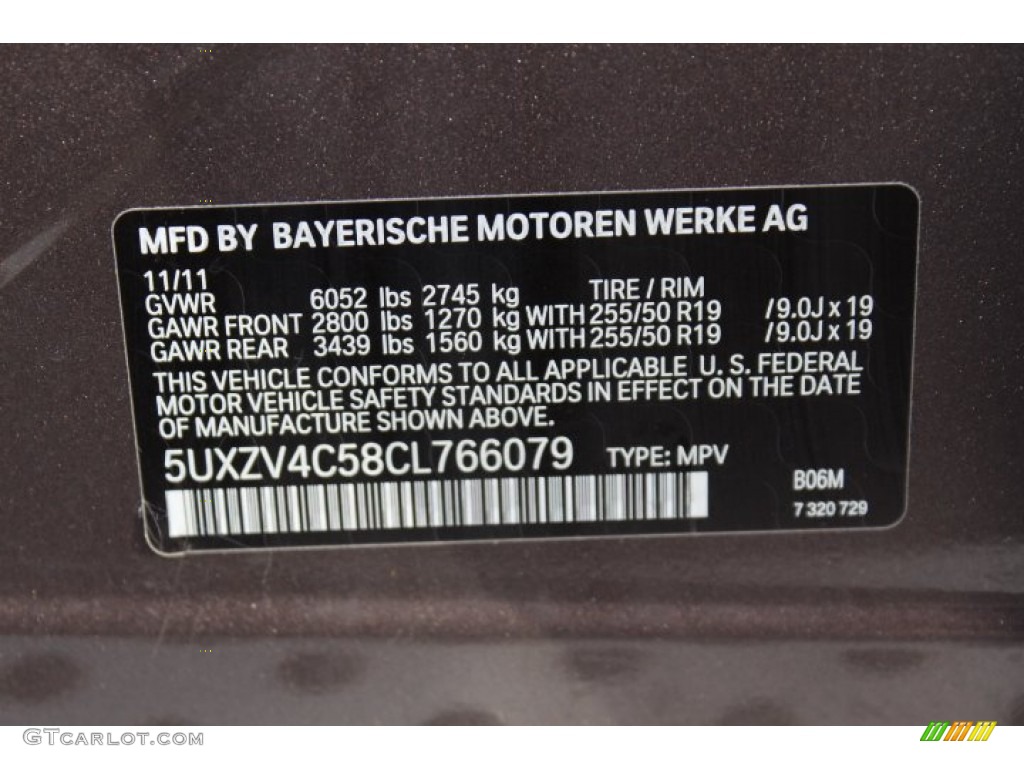 MFD BY BAYERISCHE MOTOREN WERKE AG
11/11 TIRE / RIM
GVWR 6052 lbs 2745 kg
GAWR FRONT 2800 lbs 1270 kg WITH 255/50 R19 /9.0J x 19
GAWR REAR 3439 lbs 1560 kg WITH 255/50 R19 /9.0J x 19
THIS VEHICLE CONFORMS TO ALL APPLICABLE U. S. FEDERAL
MOTOR VEHICLE SAFETY STANDARDS IN EFFECT ON THE DATE
OF MANUFACTURE SHOWN ABOVE.
5UXZV4C58CL766079 TYPE: MPV
B06M
7 320 729
GTCARLOT.COM